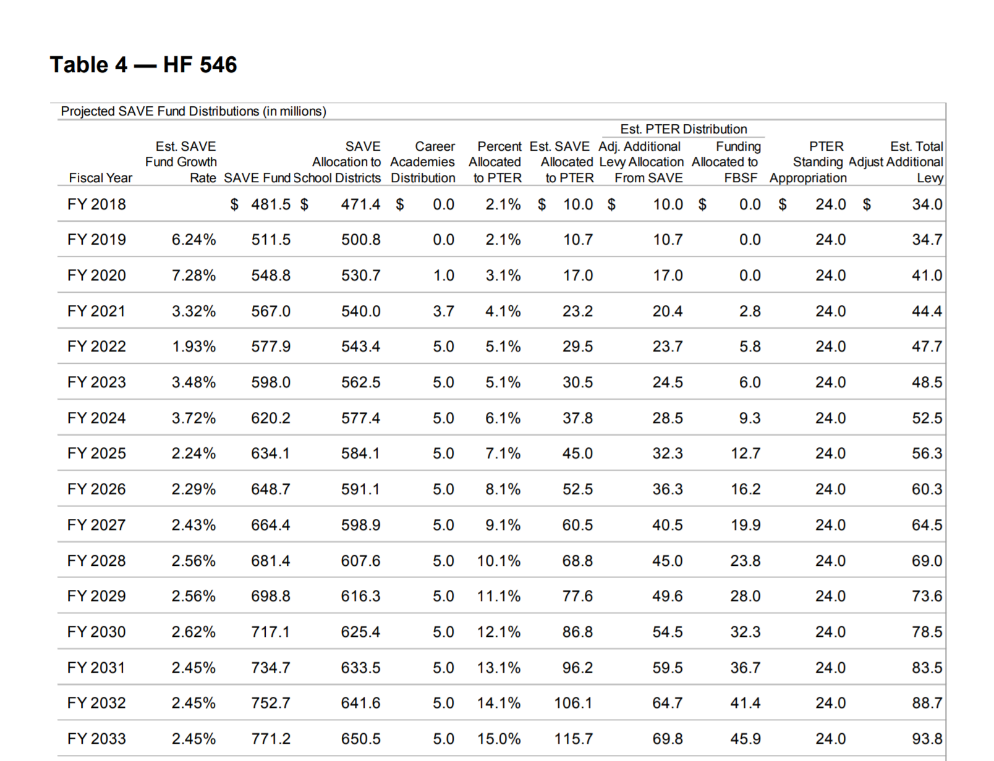 Table 4 — HF 546
Projected SAVE Fund Distributions (in millions)
Est. PTER Distribution
Est. SAVE SAVE Career Percent Est. SAVE Adj. Additional Funding PTER Est. Total
Fund Growth Allocation to Academies Allocated Allocated Levy Allocation Allocated to Standing Adjust Additional
Fiscal Year Rate SAVE Fund School Districts Distribution to PTER to PTER From SAVE FBSF Appropriation Levy
FY 2018 $ 481.5 $ 471.4 $ 0.0 2.1% $ 10.0 $ 10.0 $ 0.0 $ 24.0 $ 34.0
FY 2019 6.24% 511.5 500.8 0.0 2.1% 10.7 10.7 0.0 24.0 34.7
FY 2020 7.28% 548.8 530.7 1.0 3.1% 17.0 17.0 0.0 24.0 41.0
FY 2021 3.32% 567.0 540.0 3.7 4.1% 23.2 20.4 2.8 24.0 44.4
FY 2022 1.93% 577.9 543.4 5.0 5.1% 29.5 23.7 5.8 24.0 47.7
FY 2023 3.48% 598.0 562.5 5.0 5.1% 30.5 24.5 6.0 24.0 48.5
FY 2024 3.72% 620.2 577.4 5.0 6.1% 37.8 28.5 9.3 24.0 52.5
FY 2025 2.24% 634.1 584.1 5.0 7.1% 45.0 32.3 12.7 24.0 56.3
FY 2026 2.29% 648.7 591.1 5.0 8.1% 52.5 36.3 16.2 24.0 60.3
FY 2027 2.43% 664.4 598.9 5.0 9.1% 60.5 40.5 19.9 24.0 64.5
FY 2028 2.56% 681.4 607.6 5.0 10.1% 68.8 45.0 23.8 24.0 69.0
FY 2029 2.56% 698.8 616.3 5.0 11.1% 77.6 49.6 28.0 24.0 73.6
FY 2030 2.62% 717.1 625.4 5.0 12.1% 86.8 54.5 32.3 24.0 78.5
FY 2031 2.45% 734.7 633.5 5.0 13.1% 96.2 59.5 36.7 24.0 83.5
FY 2032 2.45% 752.7 641.6 5.0 14.1% 106.1 64.7 41.4 24.0 88.7
FY 2033 2.45% 771.2 650.5 5.0 15.0% 115.7 69.8 45.9 24.0 93.8